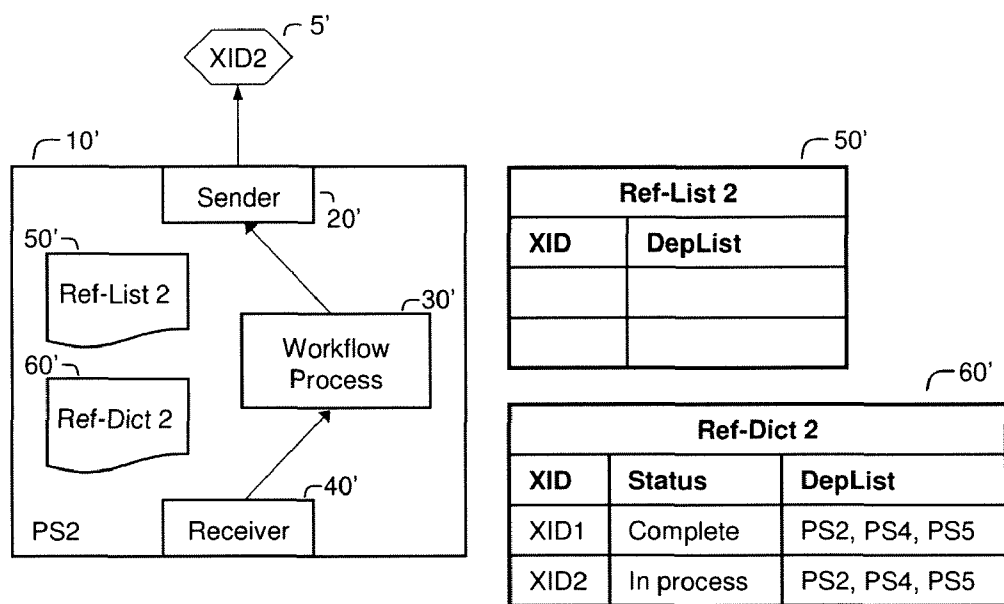 5'
XID2
10'
Sender
20'
50'
Ref-List 2
30'
Workflow
Process
60'
Ref-Dict 2
40'
PS2
Receiver
50'
Ref-List 2
XID DepList
60'
Ref-Dict 2
XID Status DepList
XID1 Complete PS2, PS4, PS5
XID2 In process PS2, PS4, PS5